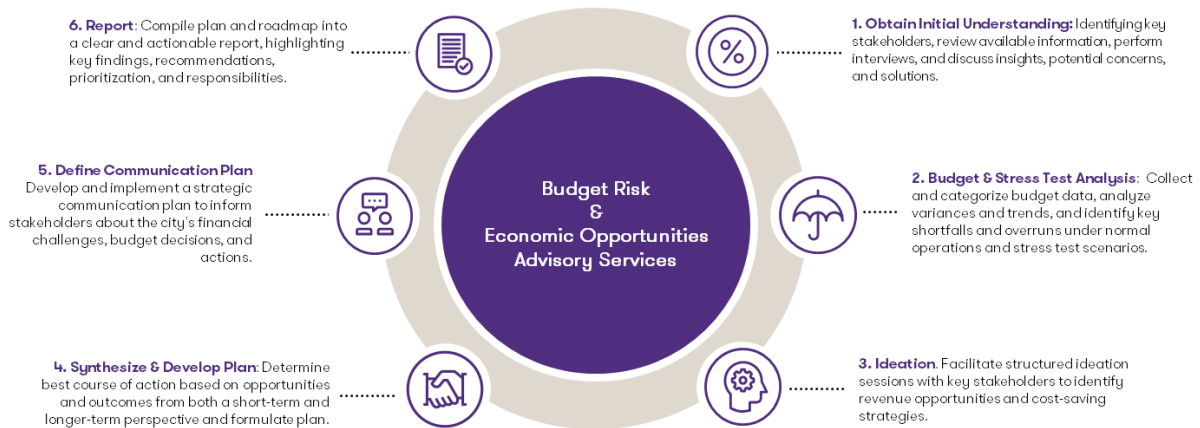 6. Report: Compile plan and roadmap into
a clear and actionable report, highlighting
key findings, recommendations,
prioritization, and responsibilities.
1. Obtain Initial Understanding: Identifying key
stakeholders, review available information, perform
interviews, and discuss insights, potential concerns,
and solutions.
%
5. Define Communication Plan
Develop and implement a strategic
communication plan to inform
stakeholders about the city's financial
challenges, budget decisions, and
actions.
Budget Risk
&
Economic Opportunities
Advisory Services
2. Budget & Stress Test Analysis: Collect
and categorize budget data, analyze
variances and trends, and identify key
shortfalls and overruns under normal
operations and stress test scenarios.
4. Synthesize & Develop Plan: Determine
best course of action based on opportunities
and outcomes from both a short-term and
longer-term perspective and formulate plan.
3. Ideation. Facilitate structured ideation
sessions with key stakeholders to identify
revenue opportunities and cost-saving
strategies.